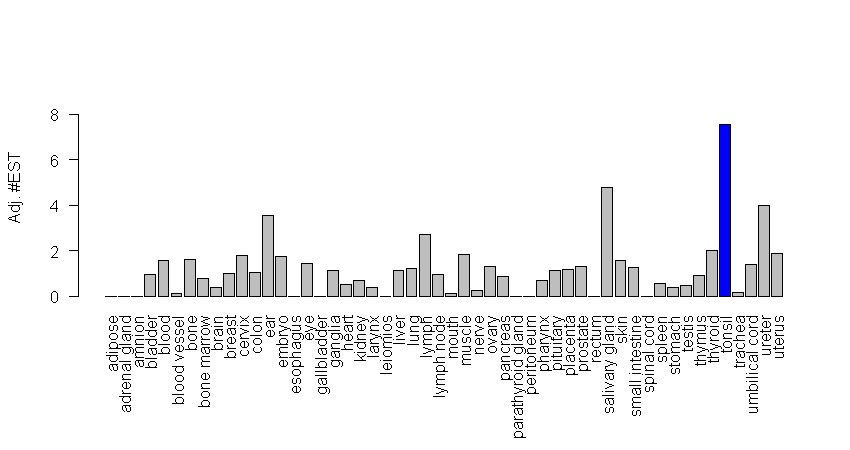 Adj. #EST
8
6
4
2
0
adipose
adrenal gland
amnion
bladder
blood
blood vessel
bone
bone marrow
brain
breast
cervix
colon
ear
embryo
esophagus
eye
gallbladder
ganglia
heart
kidney
larynx
leiomios
liver
lung
lymph
lymph node
mouth
muscle
nerve
ovary
pancreas
parathyroid gland
peritoneum
pharynx
pituitary
placenta
prostate
rectum
salivary gland
skin
small intestine
spinal cord
spleen
stomach
testis
thymus
thyroid
tonsil
trachea
umbilical cord
ureter
uterus